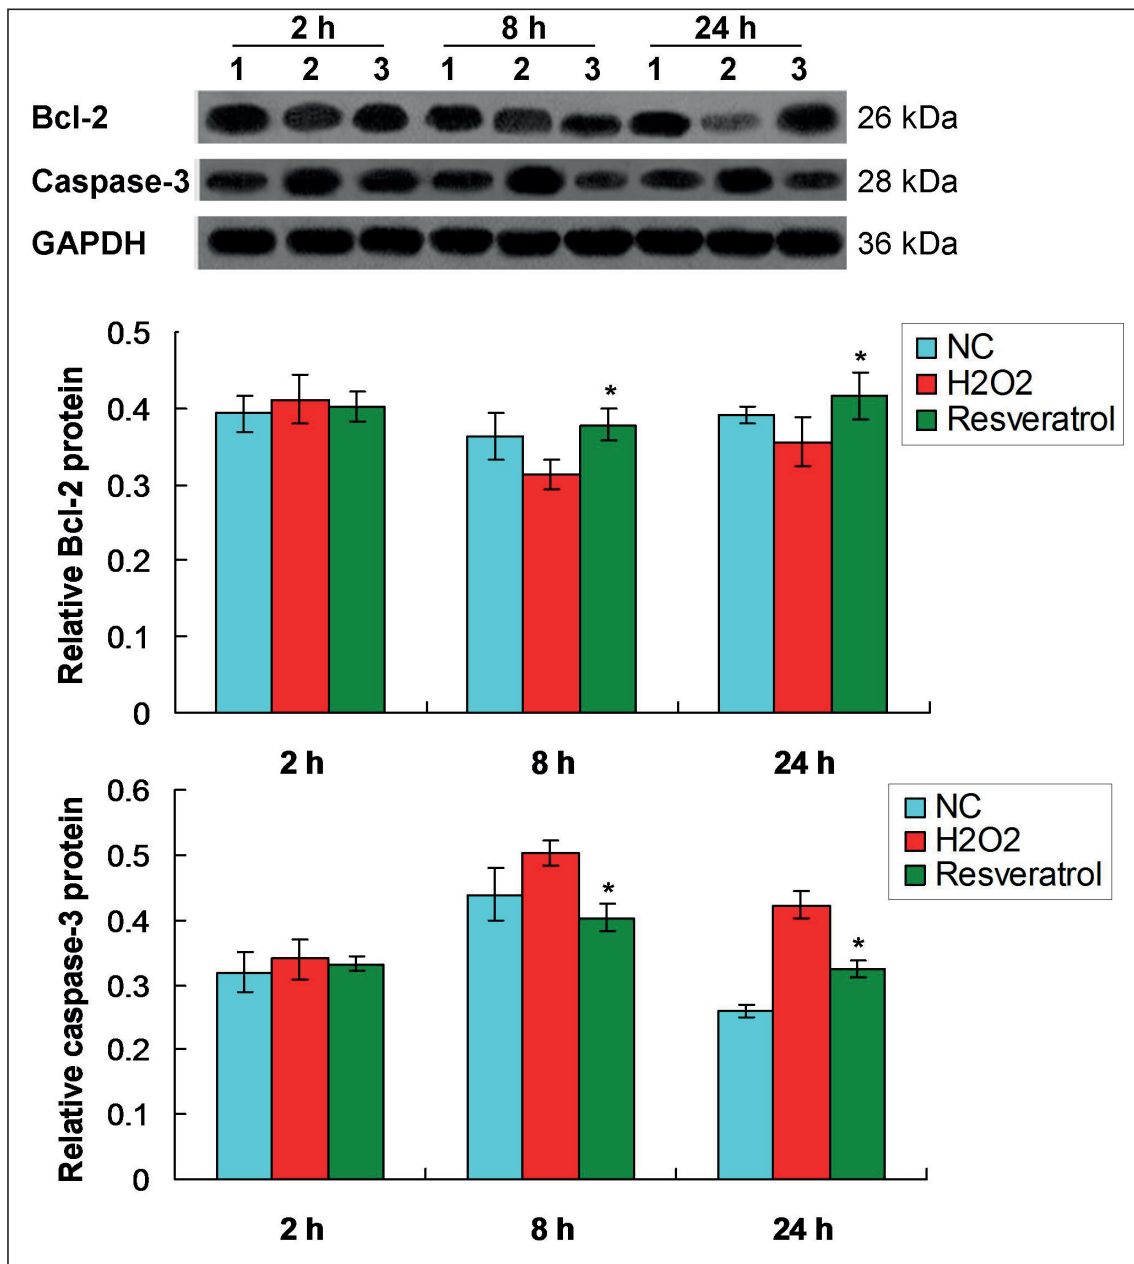 2 h 8 h 24 h
1 2 3 1 2 3 1 2 3
Bcl-2 26 kDa
Caspase-3 28 kDa
GAPDH 36 kDa
Relative Bcl-2 protein
0.5
0.4
0.3
0.2
0.1
0
* *
NC
H2O2
Resveratrol
2 h 8 h 24 h
Relative caspase-3 protein
0.6
0.5
0.4
0.3
0.2
0.1
0
* *
NC
H2O2
Resveratrol
2 h 8 h 24 h